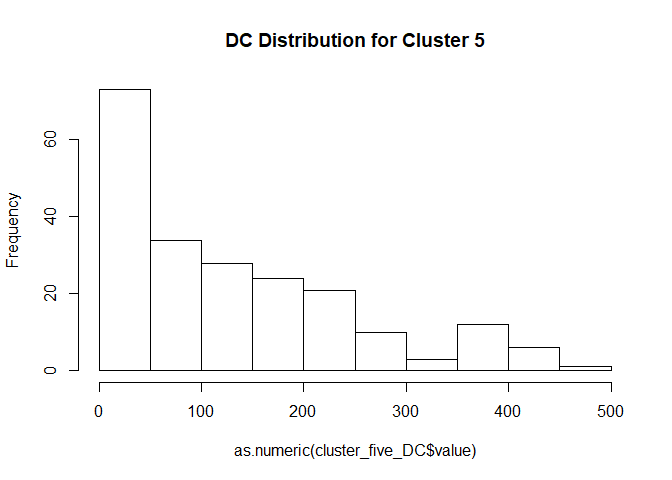 DC Distribution for Cluster 5
Frequency
60
40
20
0
0 100 200 300 400 500
as.numeric(cluster_five_DC$value)